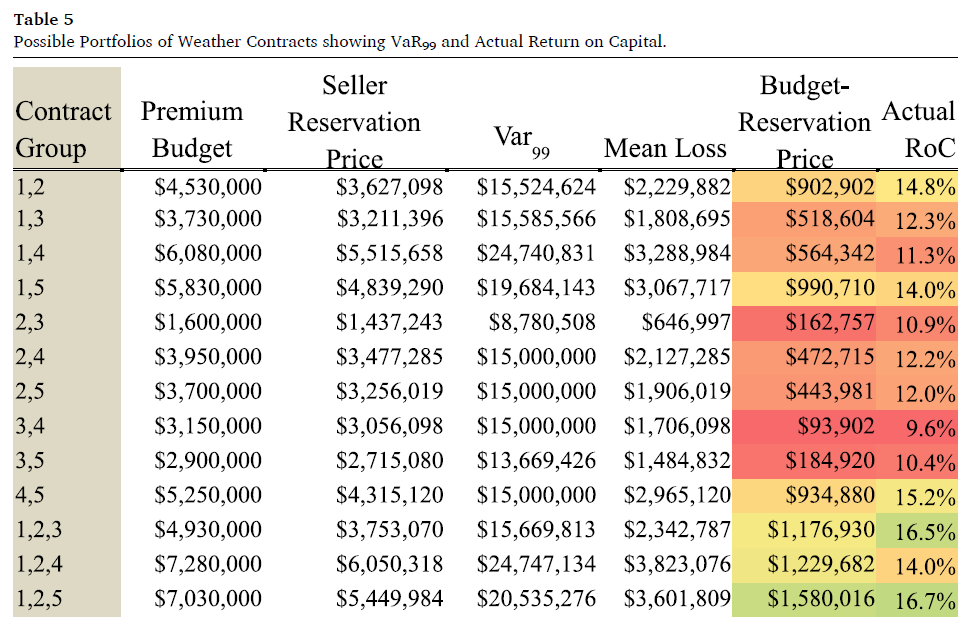 Table 5
Possible Portfolios of Weather Contracts showing VaR99 and Actual Return on Capital.
Contract Group Premium Budget Seller Reservation Price Var99 Mean Loss Budget-Reservation Price Actual RoC
1,2 $4,530,000 $3,627,098 $15,524,624 $2,229,882 $902,902 14.8%
1,3 $3,730,000 $3,211,396 $15,585,566 $1,808,695 $518,604 12.3%
1,4 $6,080,000 $5,515,658 $24,740,831 $3,288,984 $564,342 11.3%
1,5 $5,830,000 $4,839,290 $19,684,143 $3,067,717 $990,710 14.0%
2,3 $1,600,000 $1,437,243 $8,780,508 $646,997 $162,757 10.9%
2,4 $3,950,000 $3,477,285 $15,000,000 $2,127,285 $472,715 12.2%
2,5 $3,700,000 $3,256,019 $15,000,000 $1,906,019 $443,981 12.0%
3,4 $3,150,000 $3,056,098 $15,000,000 $1,706,098 $93,902 9.6%
3,5 $2,900,000 $2,715,080 $13,669,426 $1,484,832 $184,920 10.4%
4,5 $5,250,000 $4,315,120 $15,000,000 $2,965,120 $934,880 15.2%
1,2,3 $4,930,000 $3,753,070 $15,669,813 $2,342,787 $1,176,930 16.5%
1,2,4 $7,280,000 $6,050,318 $24,747,134 $3,823,076 $1,229,682 14.0%
1,2,5 $7,030,000 $5,449,984 $20,535,276 $3,601,809 $1,580,016 16.7%